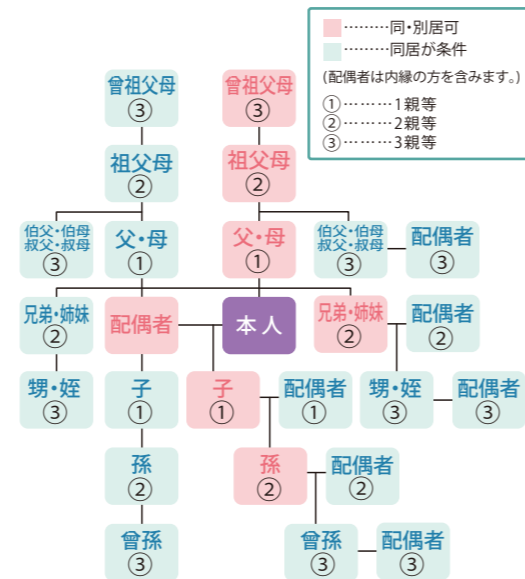 ………同・別居可
………同居が条件
(配偶者は内縁の方を含みます。)
①………1親等
②………2親等
③………3親等
曾祖父母
③
曾祖父母
③
祖父母
②
祖父母
②
伯父・伯母
叔父・叔母
③
父・母
①
父・母
①
伯父・伯母
叔父・叔母
③
配偶者
③
兄弟・姉妹
②
配偶者
本人
兄弟・姉妹
②
配偶者
②
甥・姪
③
子
①
子
①
配偶者
①
甥・姪
③
配偶者
③
孫
②
孫
②
配偶者
②
曾孫
③
曾孫
③
配偶者
③